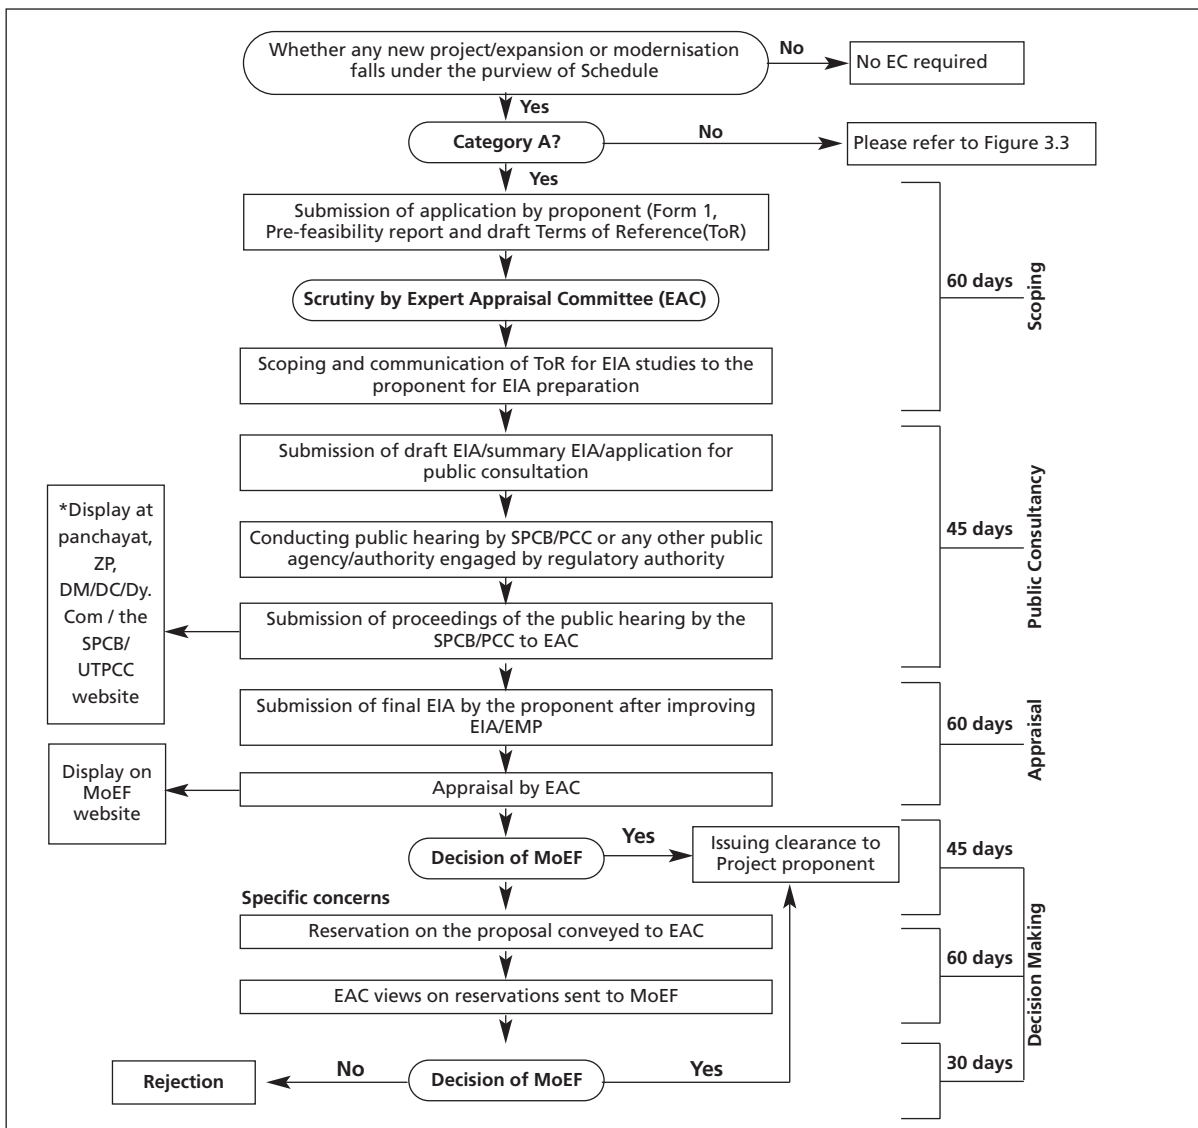 Whether any new project/expansion or modernisation
falls under the purview of Schedule
No
No EC required
Yes
Category A?
No
Please refer to Figure 3.3
Yes
Submission of application by proponent (Form 1,
Pre-feasibility report and draft Terms of Reference(ToR)
Scrutiny by Expert Appraisal Committee (EAC)
Scoping and communication of ToR for EIA studies to the
proponent for EIA preparation
60 days
Scoping
Submission of draft EIA/summary EIA/application for
public consultation
Conducting public hearing by SPCB/PCC or any other public
agency/authority engaged by regulatory authority
Submission of proceedings of the public hearing by the
SPCB/PCC to EAC
*Display at
panchayat,
ZP,
DM/DC/Dy.
Com / the
SPCB/
UTPCC
website
45 days
Public Consultancy
Submission of final EIA by the proponent after improving
EIA/EMP
Appraisal by EAC
Display on
MoEF
website
60 days
Appraisal
Decision of MoEF
Yes
Issuing clearance to
Project proponent
45 days
Specific concerns
Reservation on the proposal conveyed to EAC
EAC views on reservations sent to MoEF
60 days
Decision Making
Decision of MoEF
No
Rejection
Yes
30 days